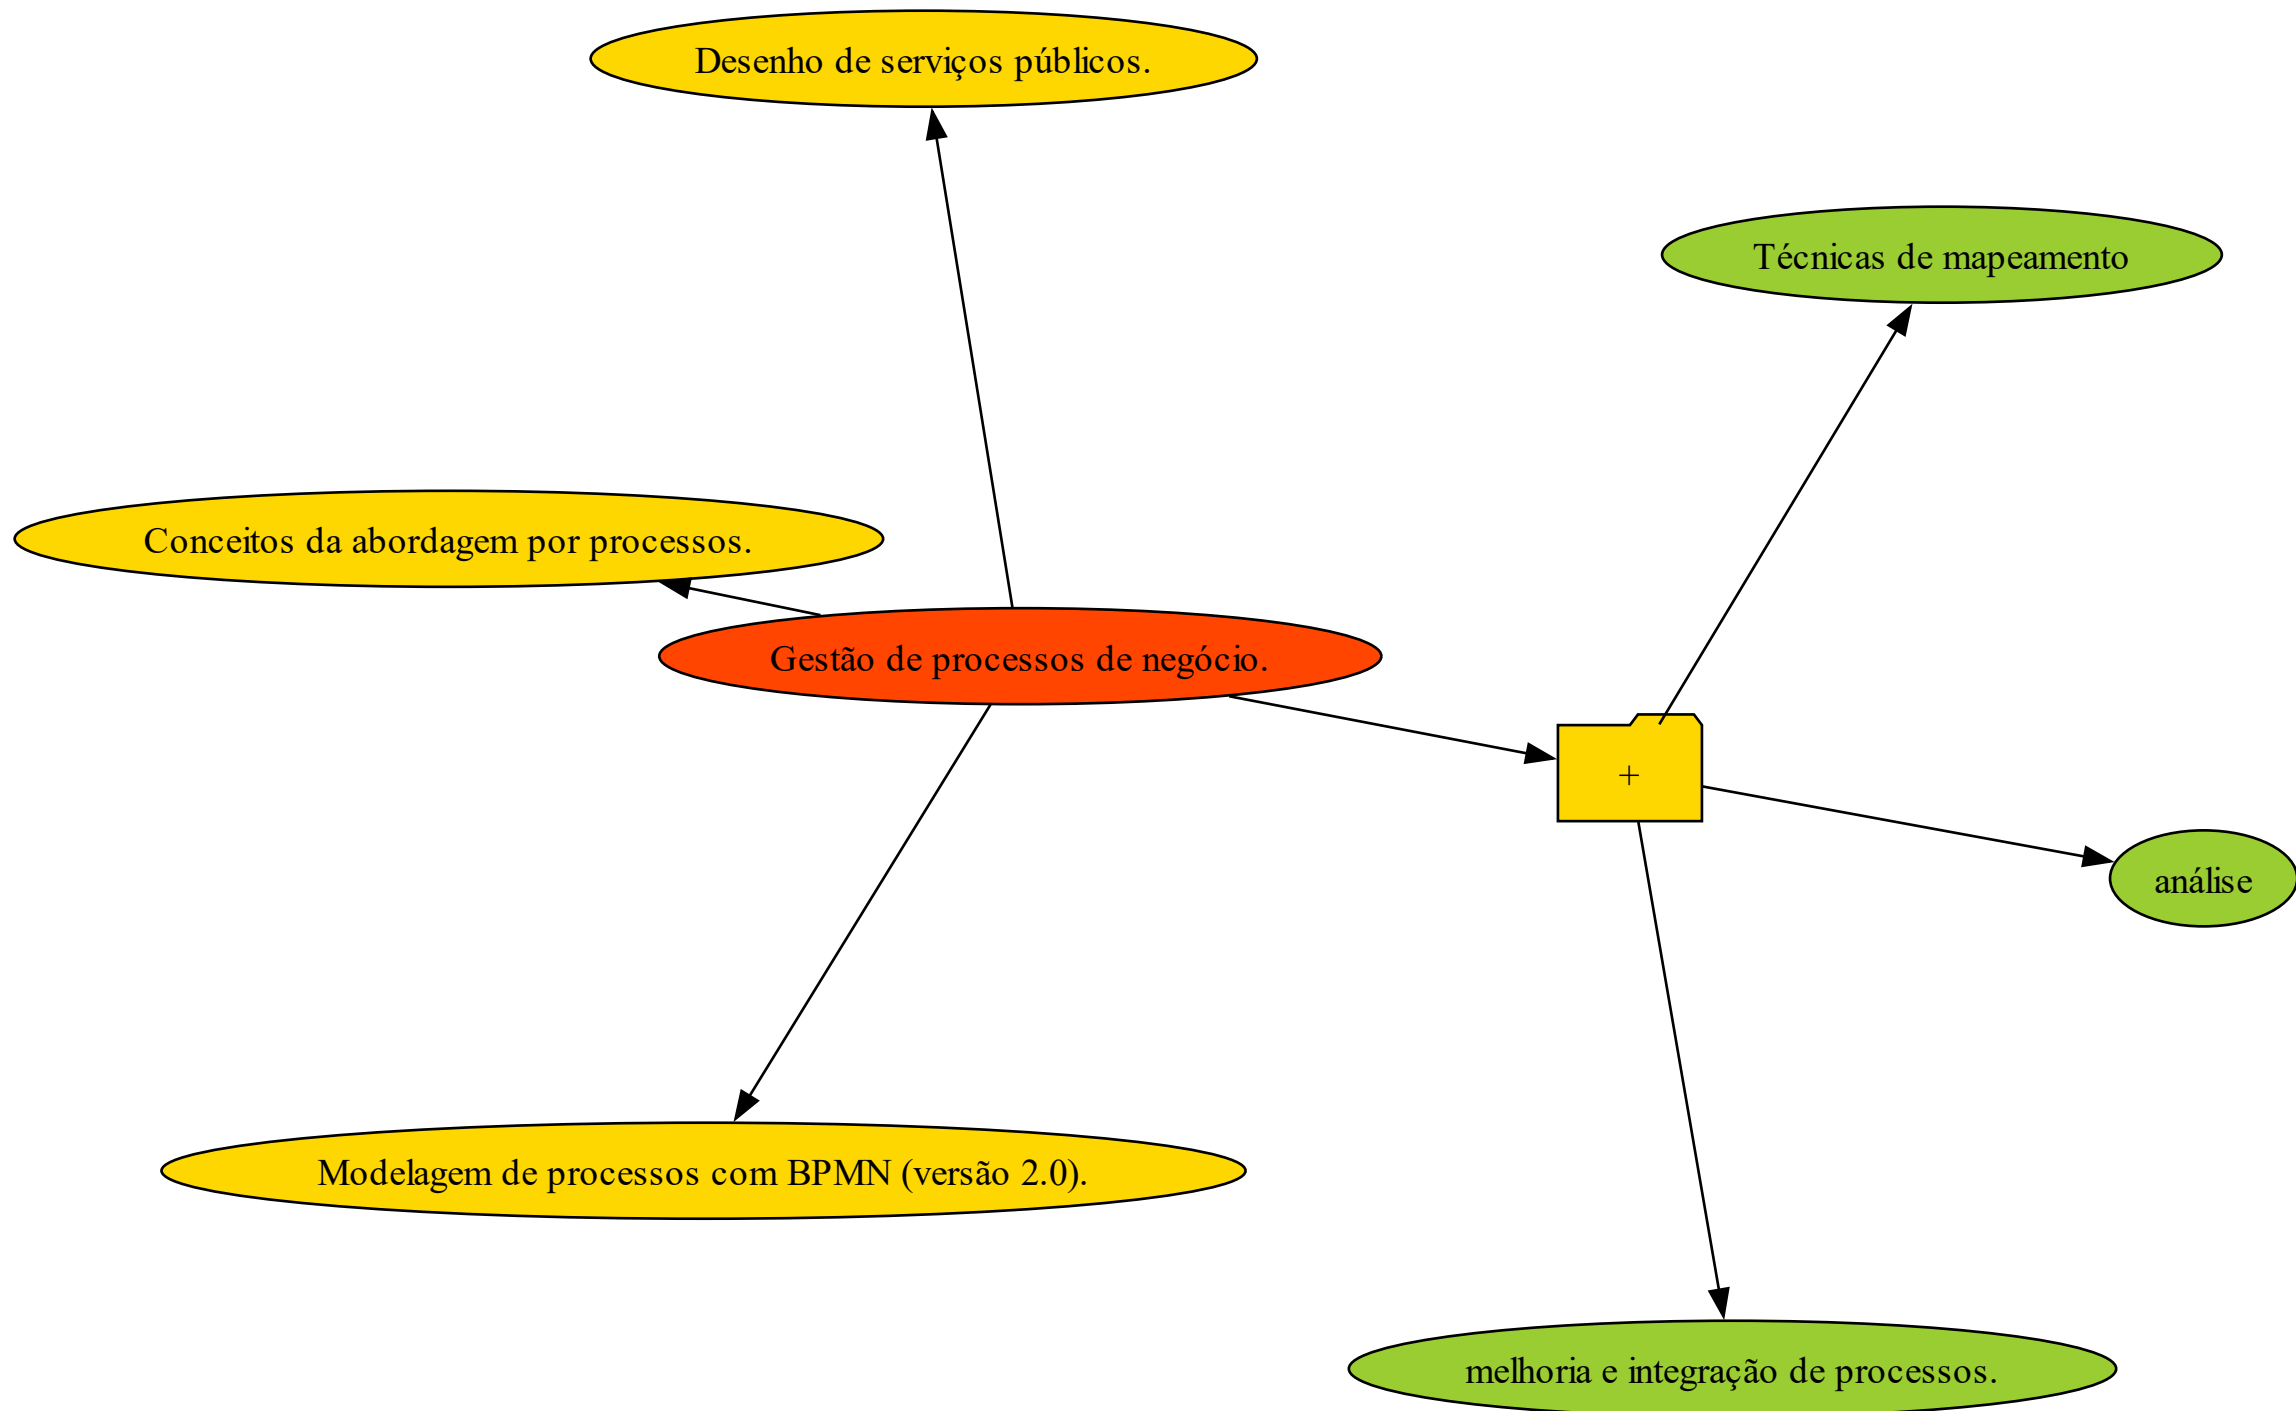 Desenho de serviços públicos.
Técnicas de mapeamento
Conceitos da abordagem por processos.
Gestão de processos de negócio.
+
análise
Modelagem de processos com BPMN (versão 2.0).
melhoria e integração de processos.